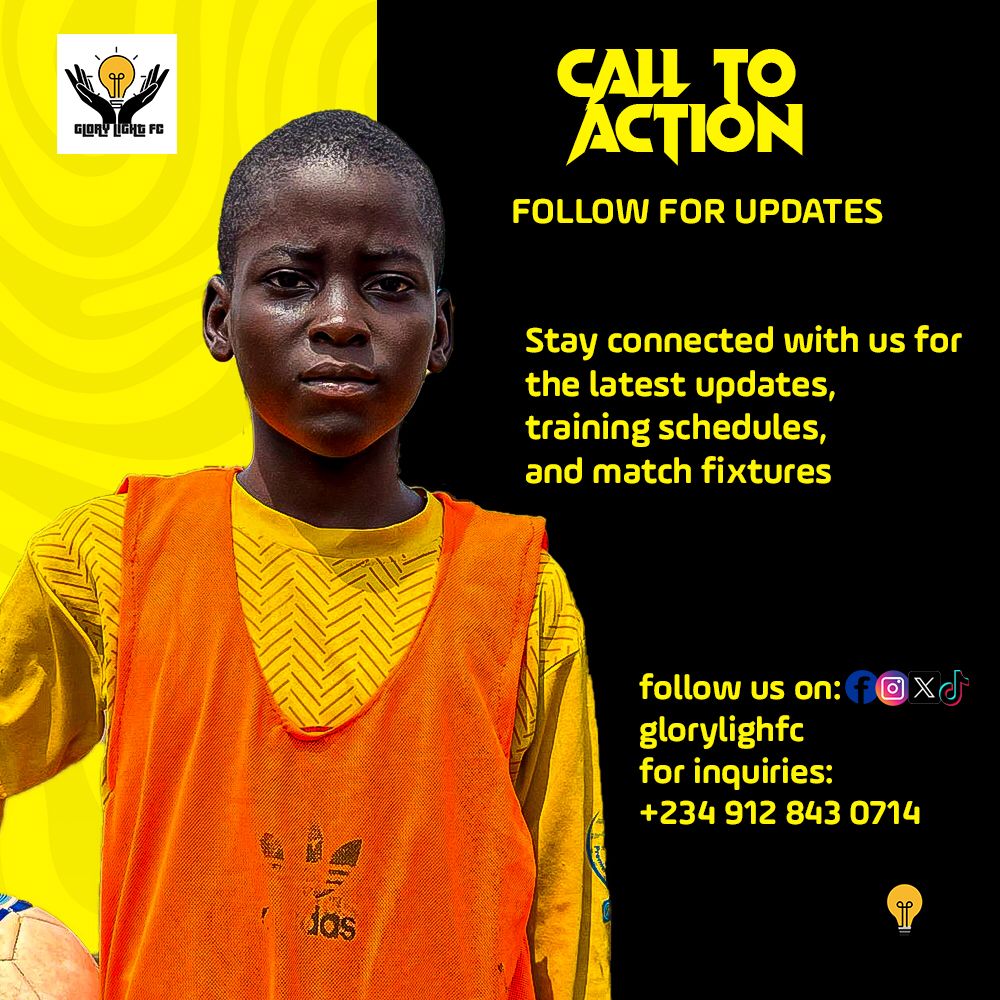 GLORY LIGHT FC
CALL TO
ACTION
FOLLOW FOR UPDATES
Stay connected with us for
the latest updates,
training schedules,
and match fixtures
follow us on:
glorylighfc
for inquiries:
+234 912 843 0714